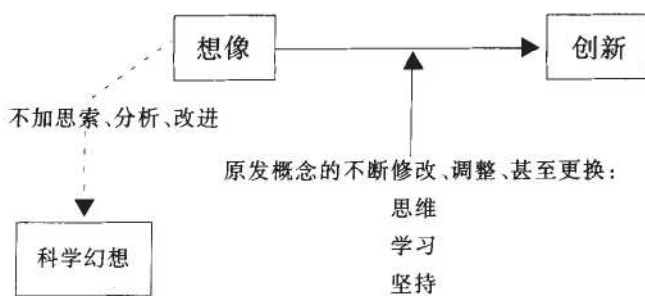 想像
创新
不加思索、分析、改进
原发概念的不断修改、调整、甚至更换：
思维
学习
坚持
科学幻想